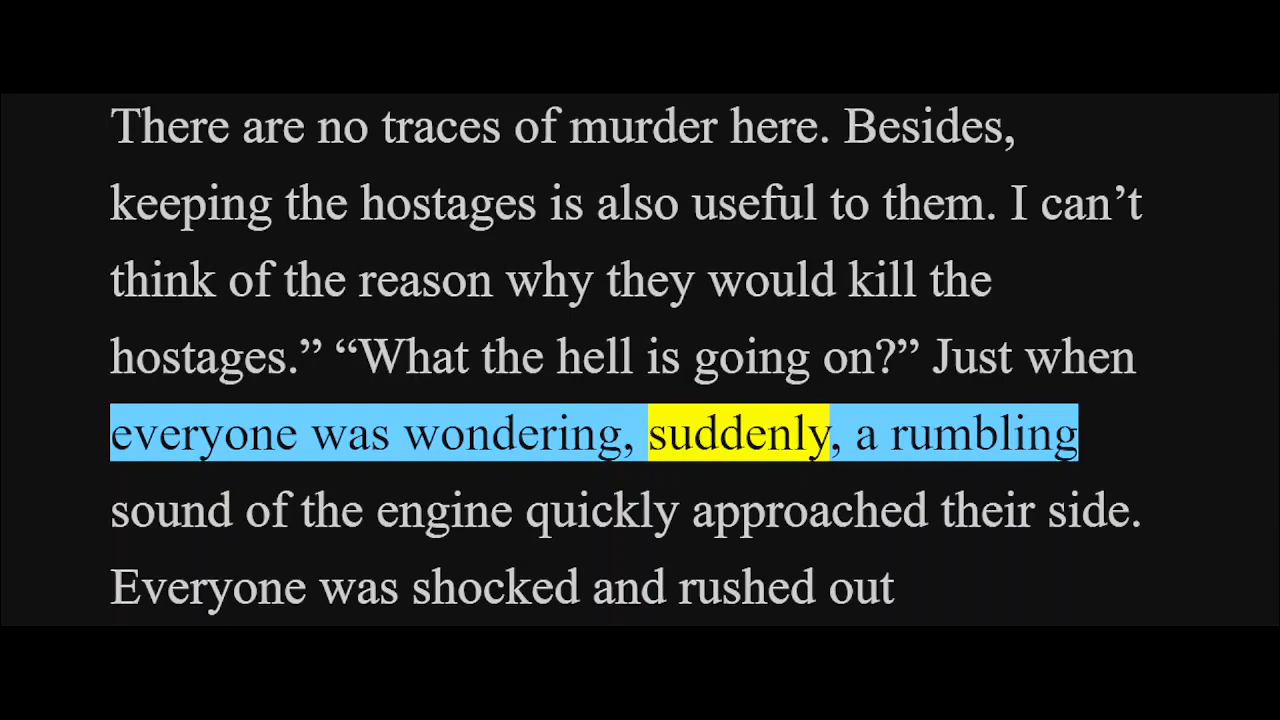 There are no traces of murder here. Besides,
keeping the hostages is also useful to them. I can’t
think of the reason why they would kill the
hostages.” “What the hell is going on?” Just when
everyone was wondering, suddenly, a rumbling
sound of the engine quickly approached their side.
Everyone was shocked and rushed out